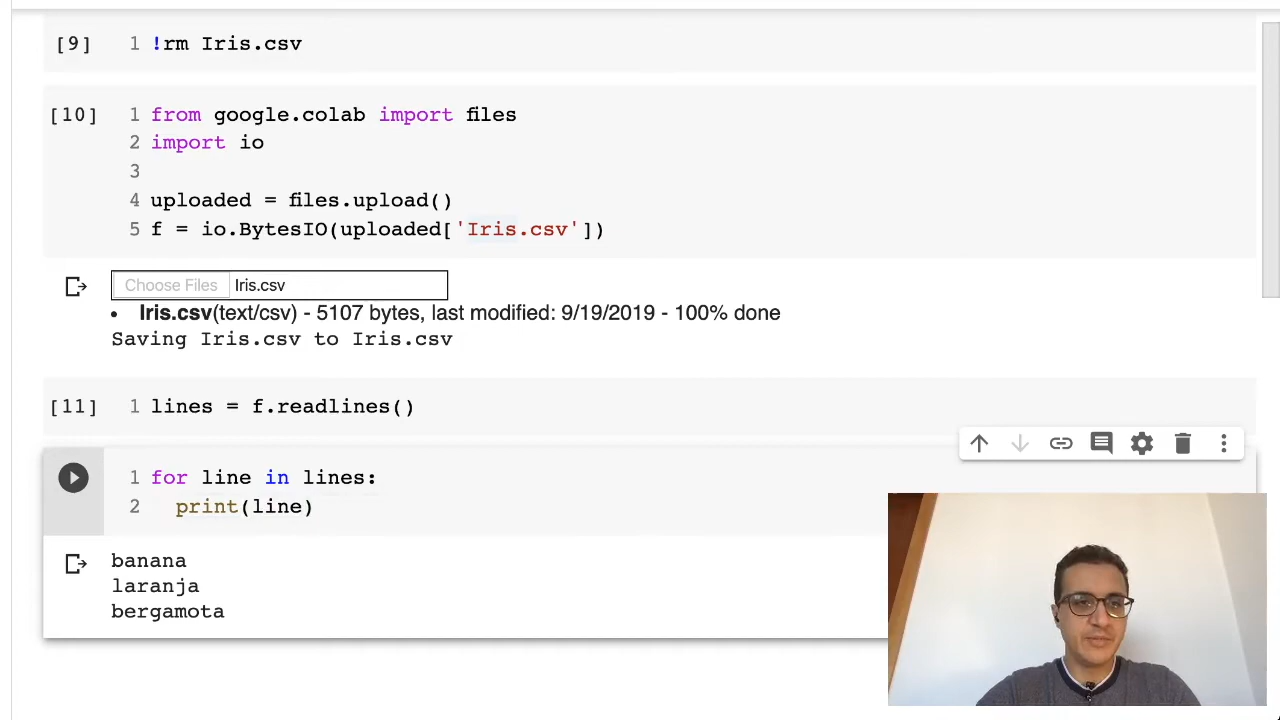 [9] 1 !rm Iris.csv
[10] 1 from google.colab import files
2 import io
3
4 uploaded = files.upload()
5 f = io.BytesIO(uploaded['Iris.csv'])
Choose Files Iris.csv
• Iris.csv(text/csv) - 5107 bytes, last modified: 9/19/2019 - 100% done
Saving Iris.csv to Iris.csv
[11] 1 lines = f.readlines()
1 for line in lines:
2 print(line)
banana
laranja
bergamota